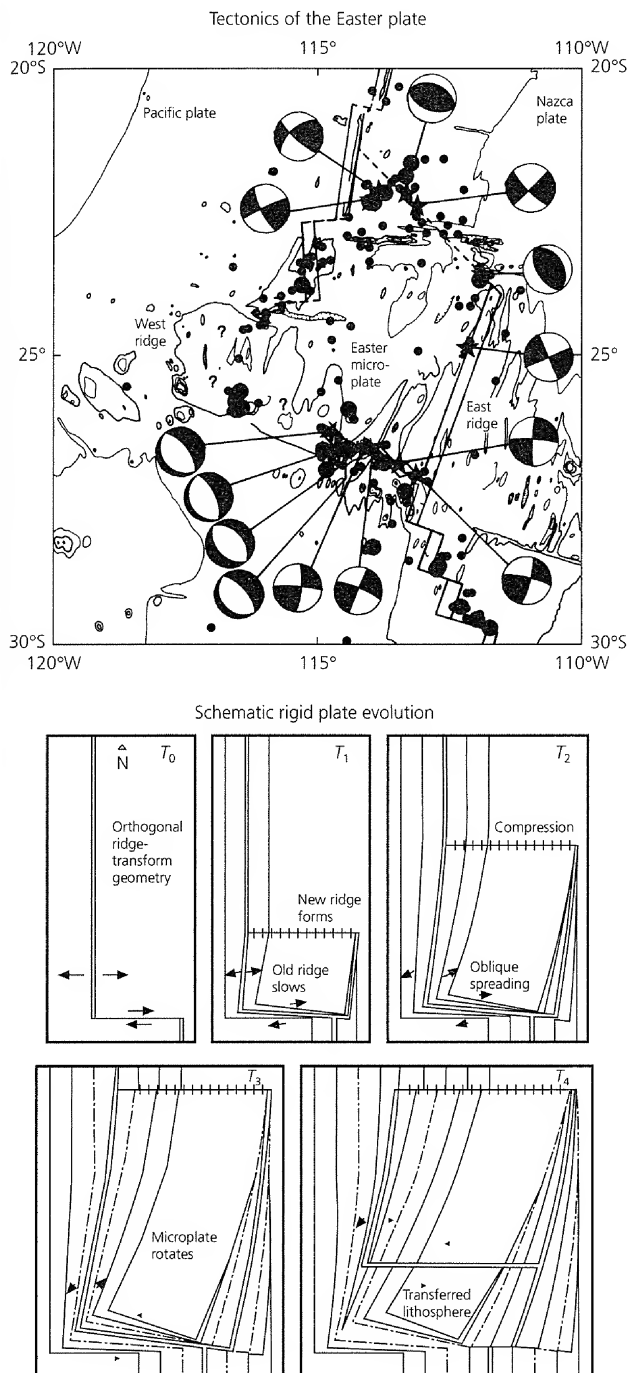 Tectonics of the Easter plate
120°W 115° 110°W
20°S 20°S
Pacific plate
Nazca
plate
West
ridge
?
?
?
Easter
micro-
plate
25° 25°
East
ridge
30°S 30°S
120°W 115° 110°W
Schematic rigid plate evolution
N
T0
Orthogonal
ridge-
transform
geometry
T1
New ridge
forms
Old ridge
slows
T2
Compression
Oblique
spreading
T3
Microplate
rotates
T4
Transferred
lithosphere